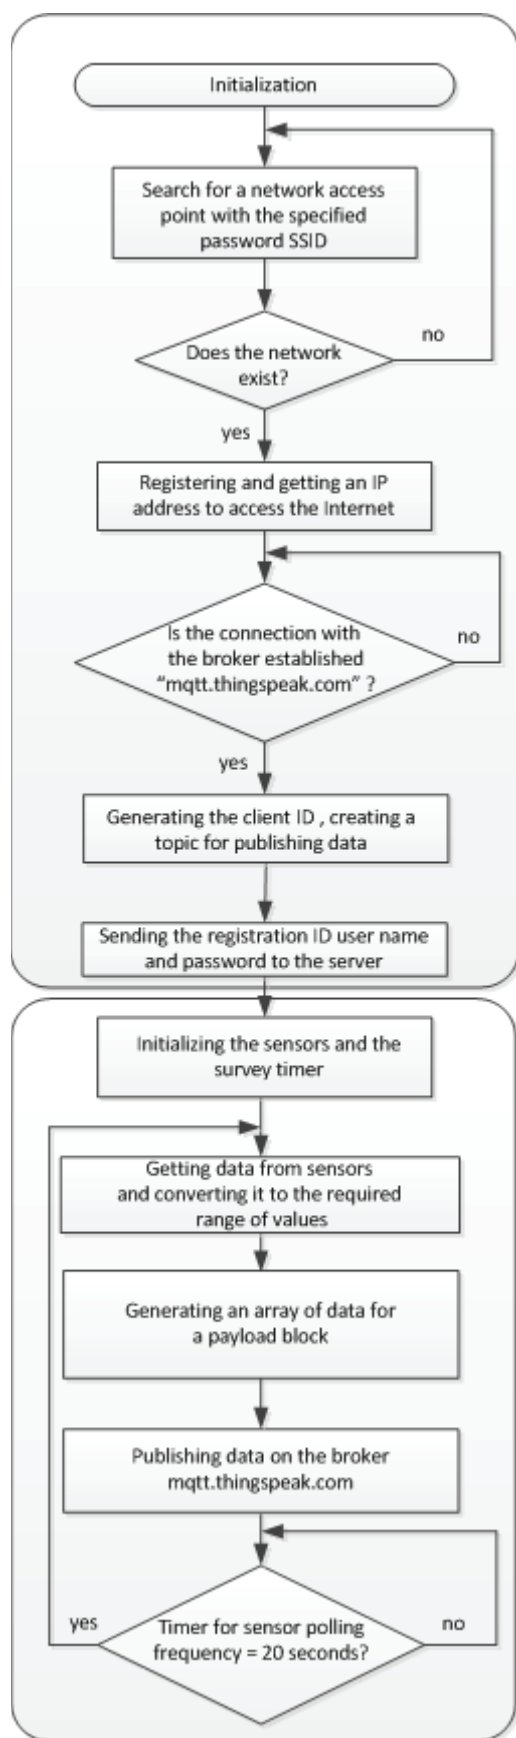 Initialization
Search for a network access
point with the specified
password SSID
no
Does the network
exist?
yes
Registering and getting an IP
address to access the Internet
Is the connection with
the broker established
“mqtt.thingspeak.com” ?
no
yes
Generating the client ID , creating a
topic for publishing data
Sending the registration ID user name
and password to the server
Initializing the sensors and the
survey timer
Getting data from sensors
and converting it to the required
range of values
Generating an array of data for
a payload block
Publishing data on the broker
mqtt.thingspeak.com
yes
Timer for sensor polling
frequency = 20 seconds?
no